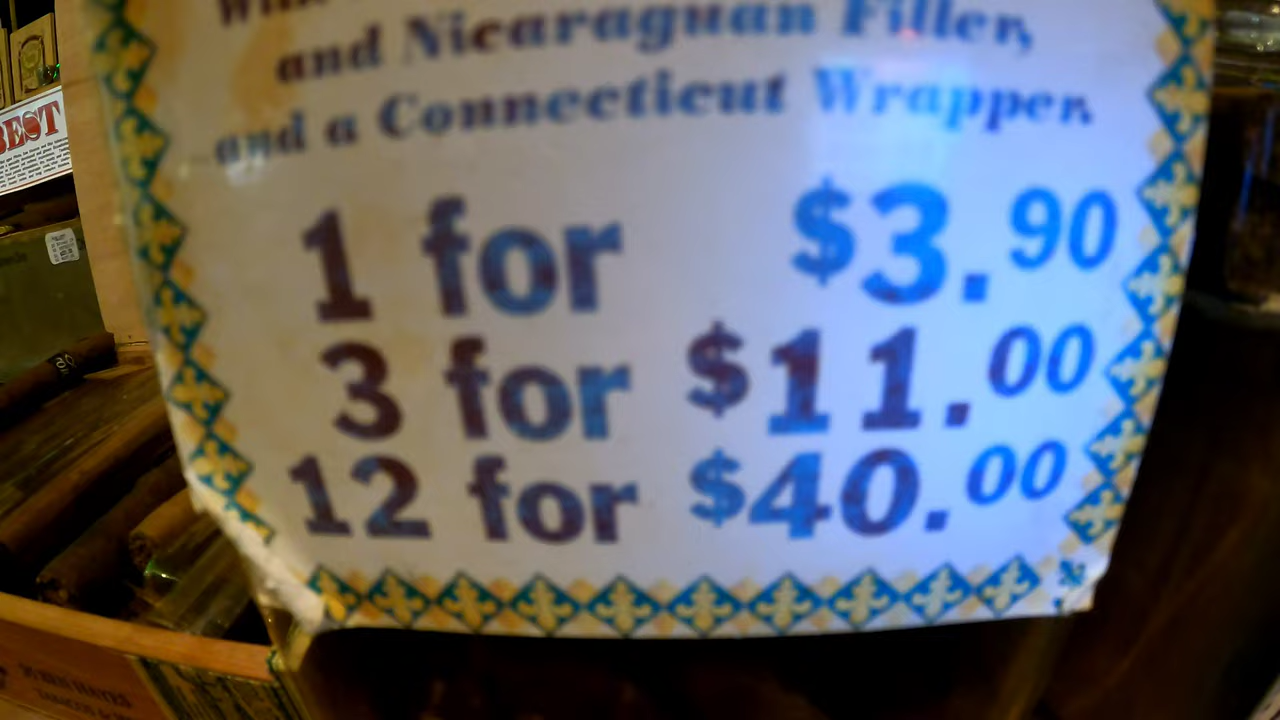 and Nicaraguan Filler,
and a Connecticut Wrapper.
1 for $3.90
3 for $11.00
12 for $40.00
BEST